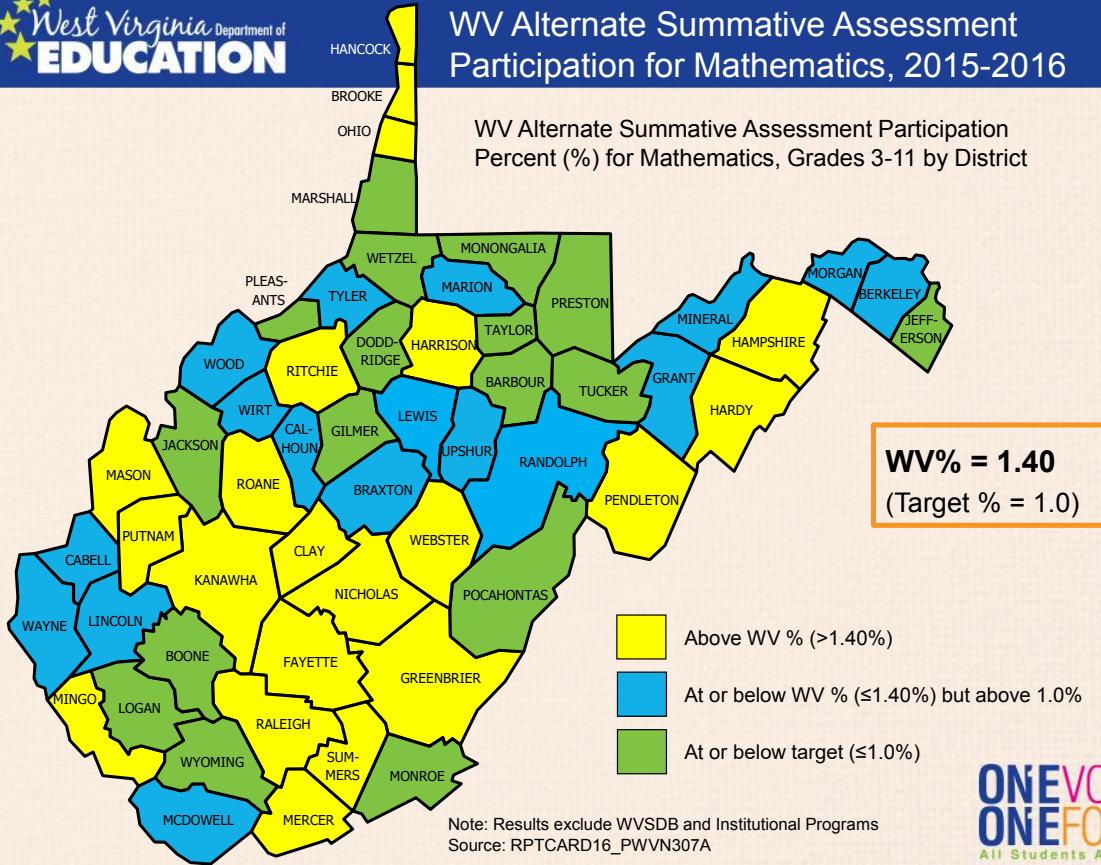 West Virginia Department of
EDUCATION
WV Alternate Summative Assessment
Participation for Mathematics, 2015-2016
WV Alternate Summative Assessment Participation
Percent (%) for Mathematics, Grades 3-11 by District
HANCOCK
BROOKE
OHIO
MARSHALL
WETZEL
MONONGALIA
PLEAS-
ANTS
TYLER
MARION
PRESTON
MORGAN
BERKELEY
JEFF-
ERSON
MINERAL
HAMPSHIRE
WOOD
RITCHIE
DODD-
RIDGE
HARRISON
TAYLOR
BARBOUR
TUCKER
GRANT
HARDY
WIRT
CAL-
HOUN
GILMER
LEWIS
UPSHUR
RANDOLPH
JACKSON
MASON
ROANE
BRAXTON
PENDLETON
WV% = 1.40
(Target % = 1.0)
PUTNAM
CLAY
WEBSTER
CABELL
KANAWHA
NICHOLAS
POCAHONTAS
WAYNE
LINCOLN
BOONE
FAYETTE
GREENBRIER
MINGO
LOGAN
RALEIGH
WYOMING
SUM-
MERS
MONROE
MCDOWELL
MERCER
Above WV % (>1.40%)
At or below WV % (≤1.40%) but above 1.0%
At or below target (≤1.0%)
Note: Results exclude WVSDB and Institutional Programs
Source: RPTCARD16_PWVN307A
ONEVO
ONEFO
All Students A